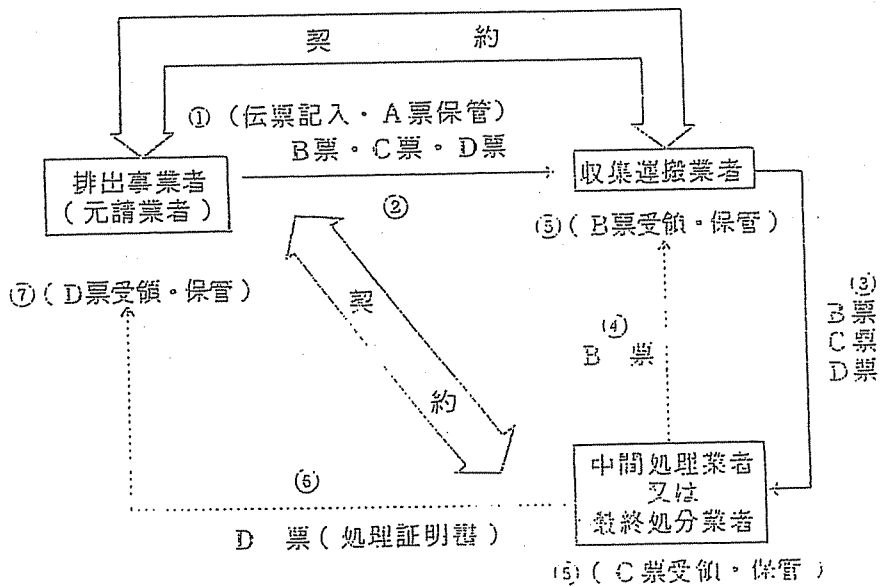 契 約
① (伝票記入・A票保管)
B票・C票・D票
排出事業者
(元請業者)
収集運搬業者
②
⑤(B票受領・保管)
⑦(D票受領・保管)
③
B票
C票
D票
契
約
④
B 票
⑥
D 票(処理証明書)
中間処理業者
又は
最終処分業者
⑤(C票受領・保管)